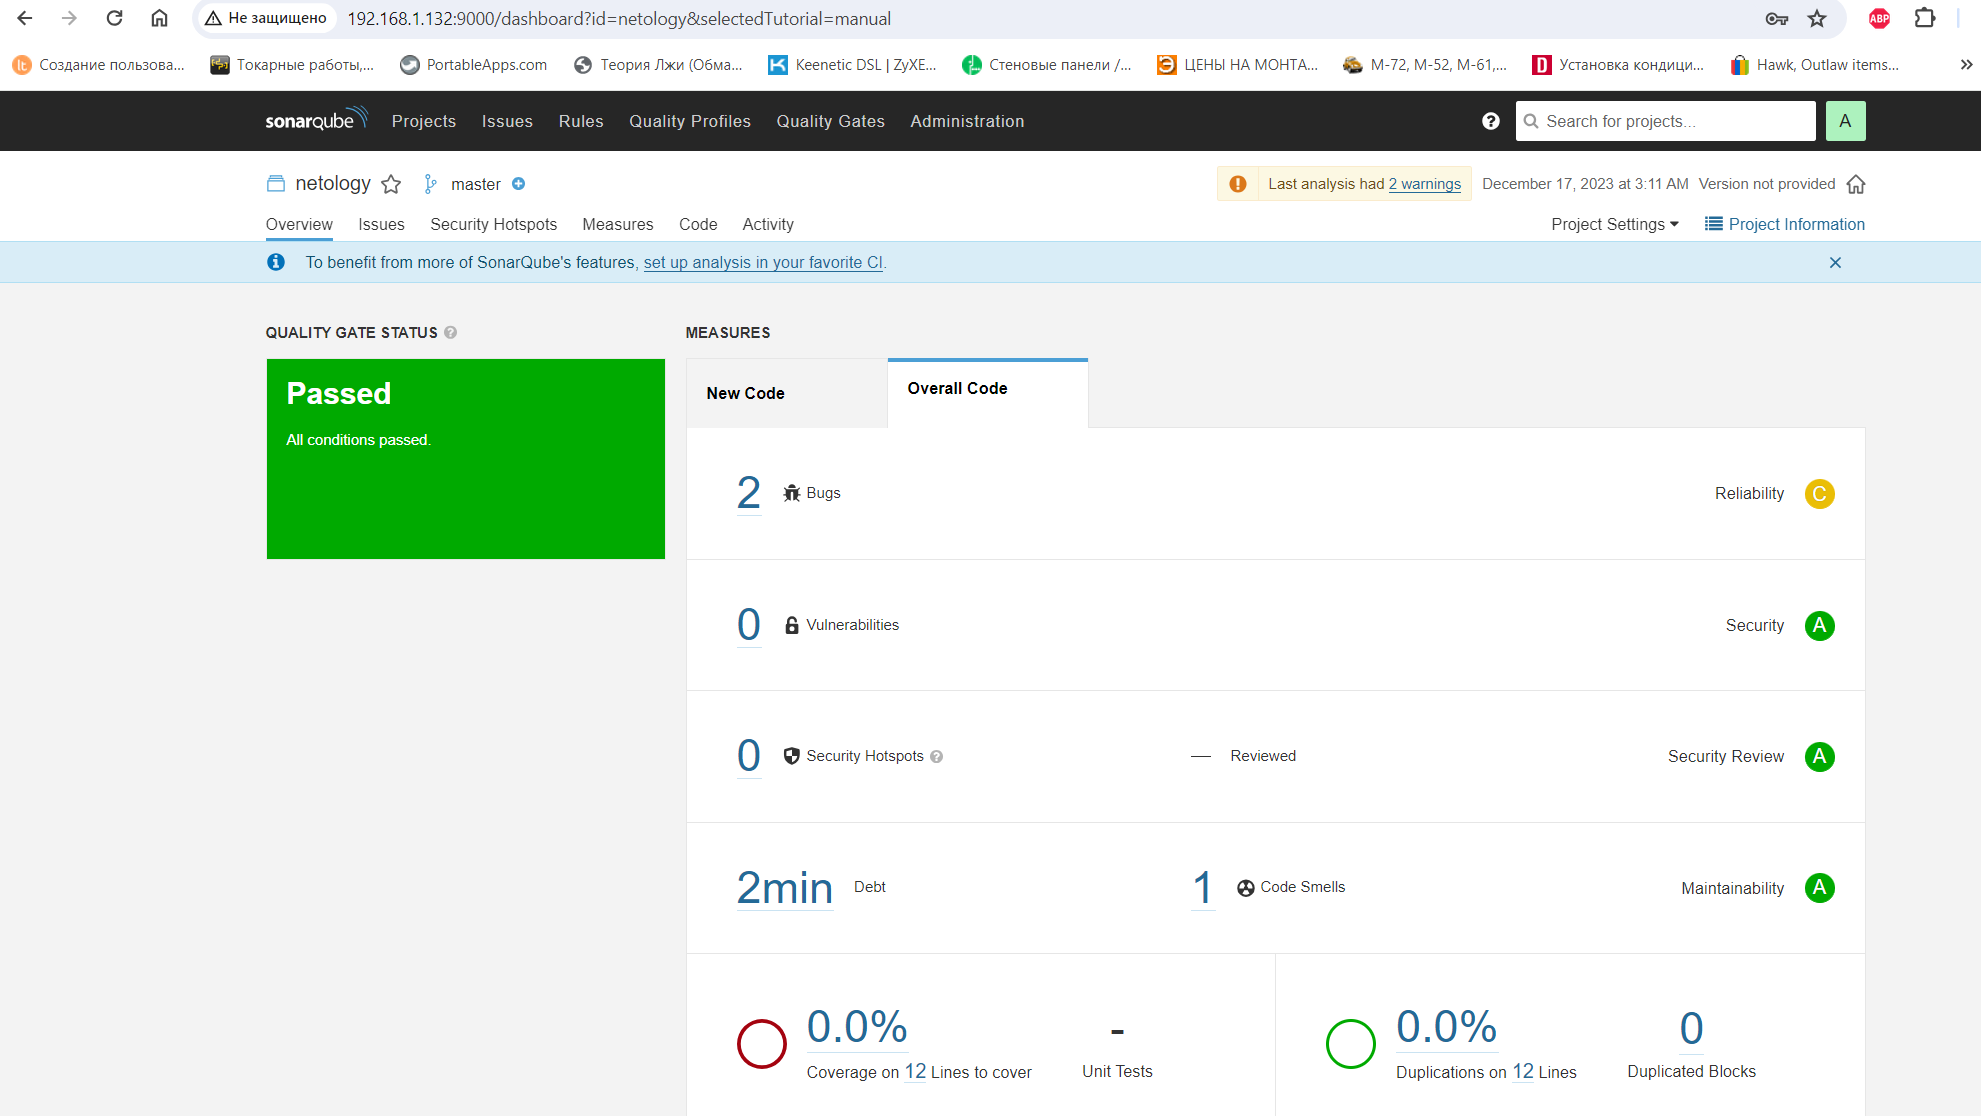 Не защищено 192.168.1.132:9000/dashboard?id=netology&selectedTutorial=manual ABP
lt Создание пользова... Токарные работы,... PortableApps.com Теория Лжи (Обма... Keenetic DSL | ZyXE... Стеновые панели /... ЦЕНЫ НА МОНТА... М-72, М-52, М-61,... Установка кондици... Hawk, Outlaw items... »
sonarqube Projects Issues Rules Quality Profiles Quality Gates Administration Search for projects... A
netology master Last analysis had 2 warnings December 17, 2023 at 3:11 AM Version not provided
Overview Issues Security Hotspots Measures Code Activity Project Settings Project Information
To benefit from more of SonarQube's features, set up analysis in your favorite CI.
QUALITY GATE STATUS MEASURES
Passed
All conditions passed.
New Code Overall Code
2 Bugs Reliability C
0 Vulnerabilities Security A
0 Security Hotspots — Reviewed Security Review A
2min Debt 1 Code Smells Maintainability A
0.0% - 0.0% 0
Coverage on 12 Lines to cover Unit Tests Duplications on 12 Lines Duplicated Blocks